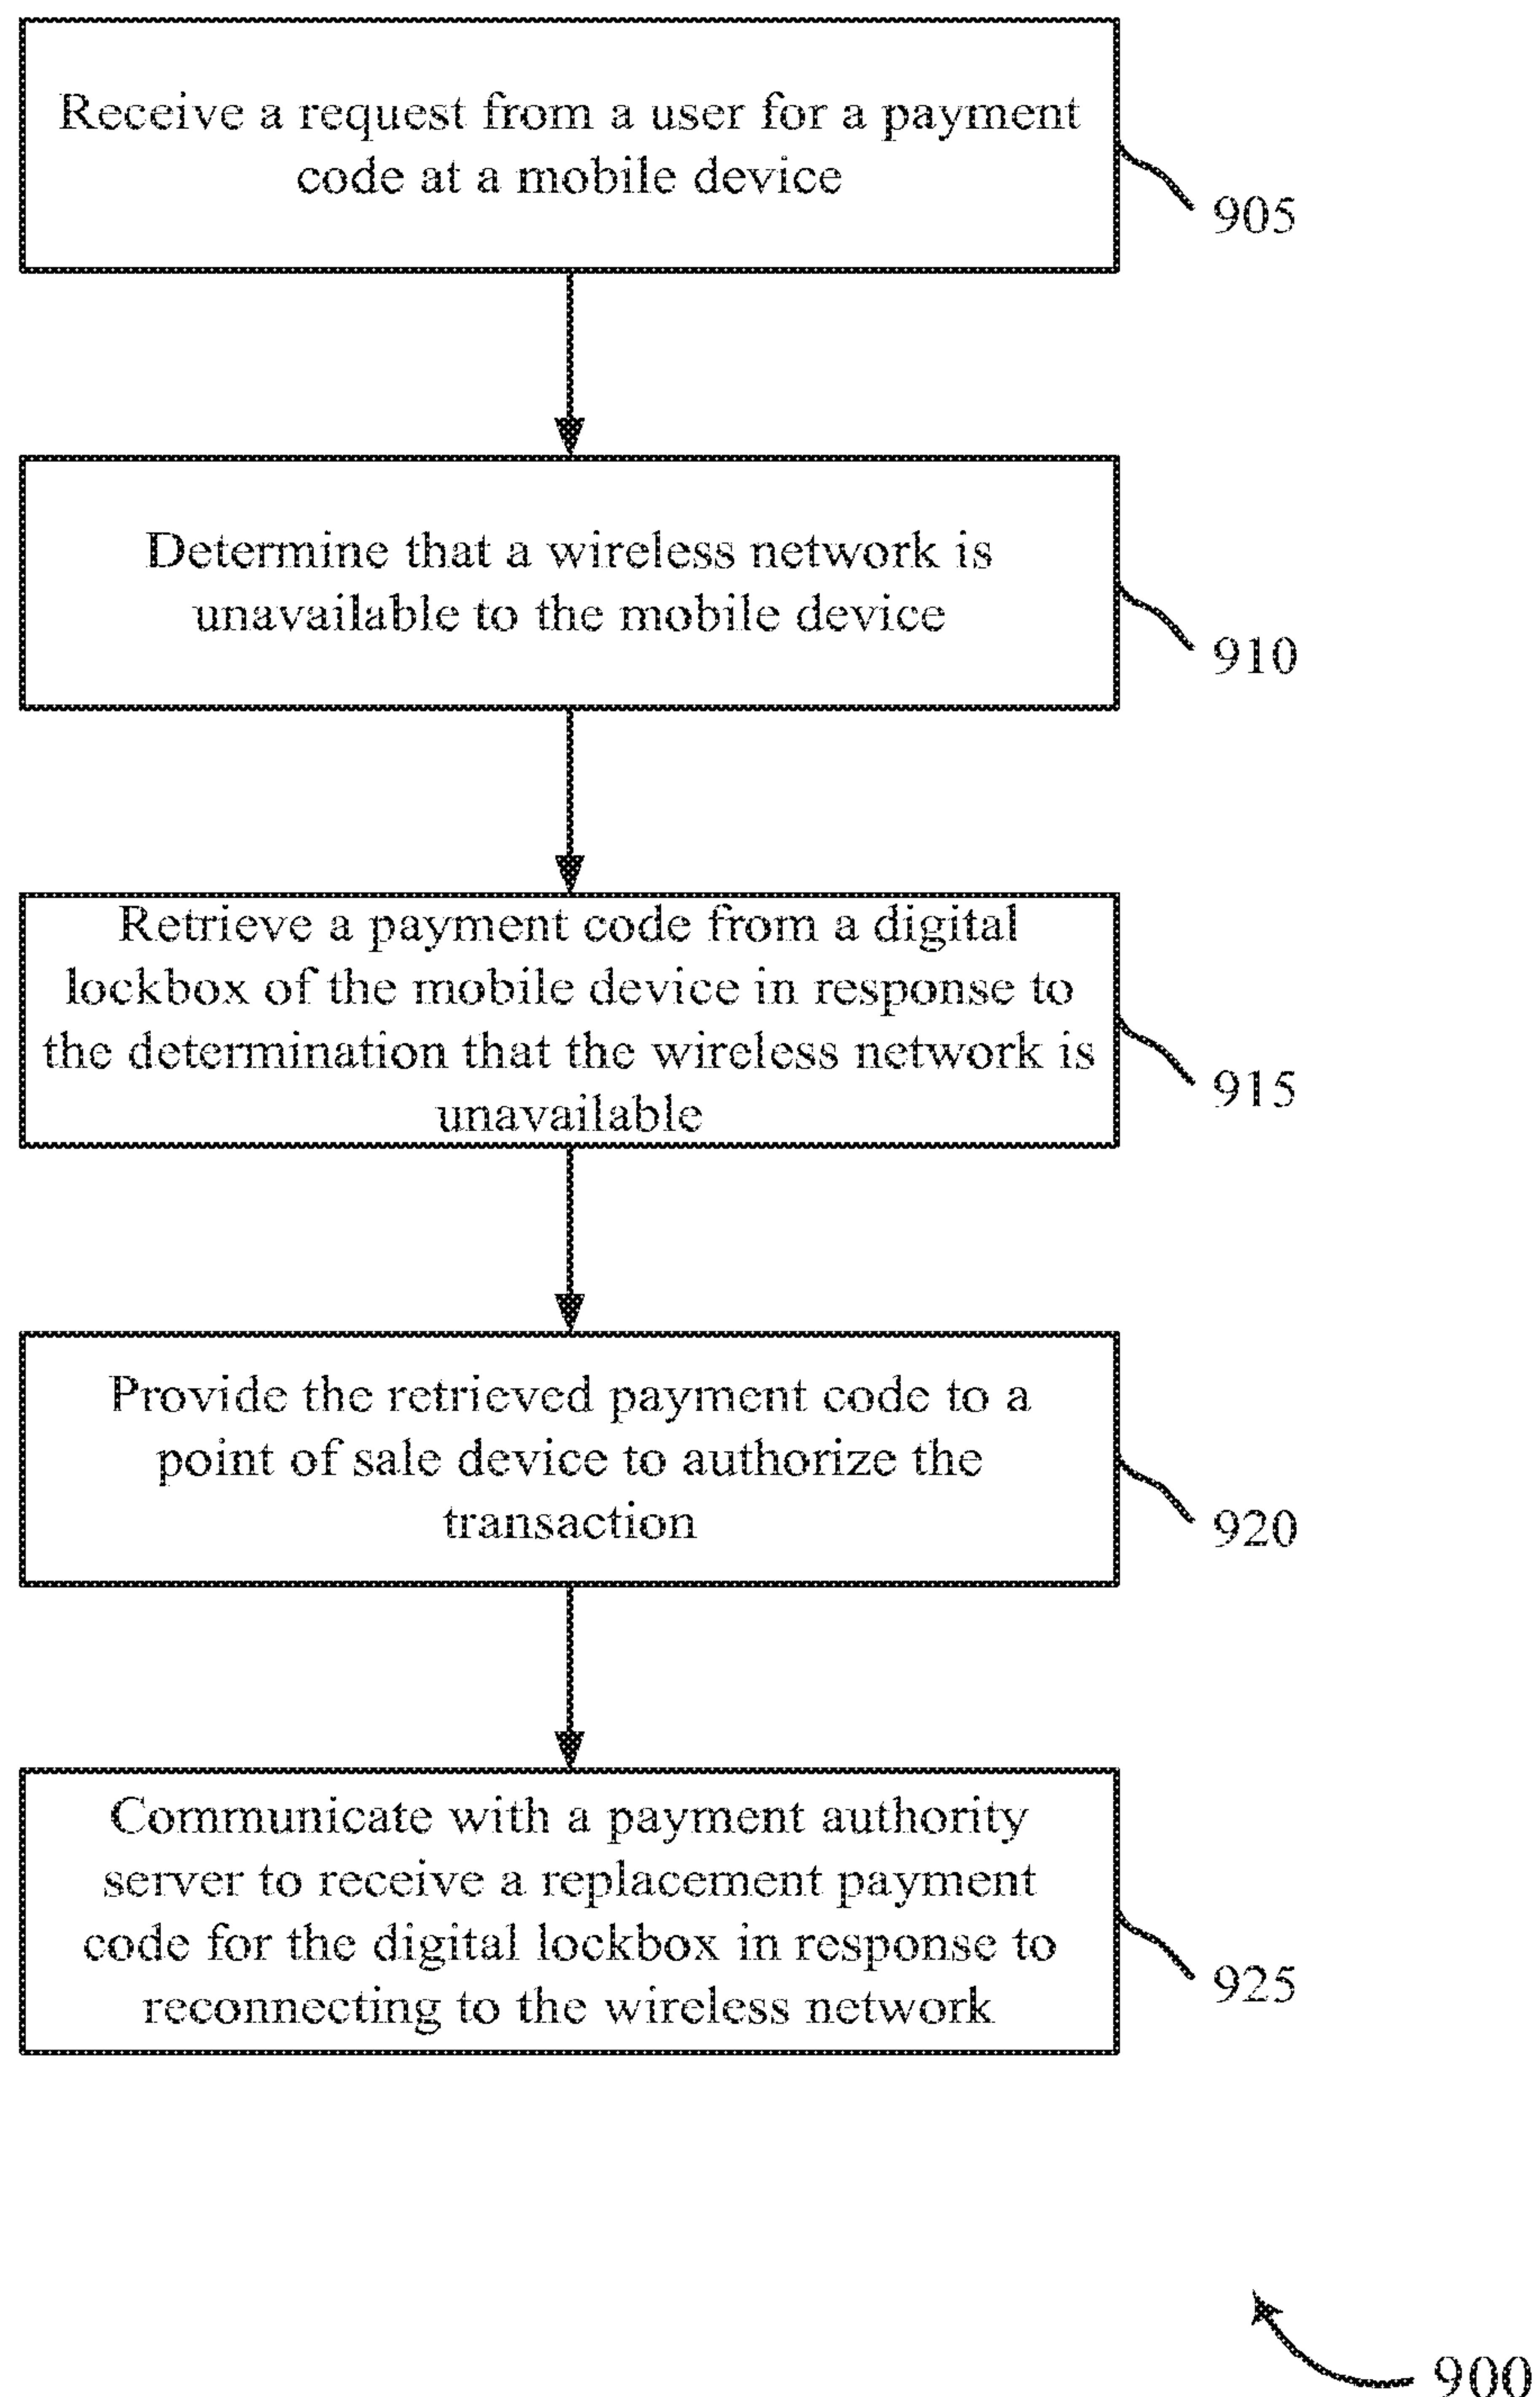 Receive a request from a user for a payment
code at a mobile device
905
Determine that a wireless network is
unavailable to the mobile device
910
Retrieve a payment code from a digital
lockbox of the mobile device in response to
the determination that the wireless network is
unavailable
915
Provide the retrieved payment code to a
point of sale device to authorize the
transaction
920
Communicate with a payment authority
server to receive a replacement payment
code for the digital lockbox in response to
reconnecting to the wireless network
925
900